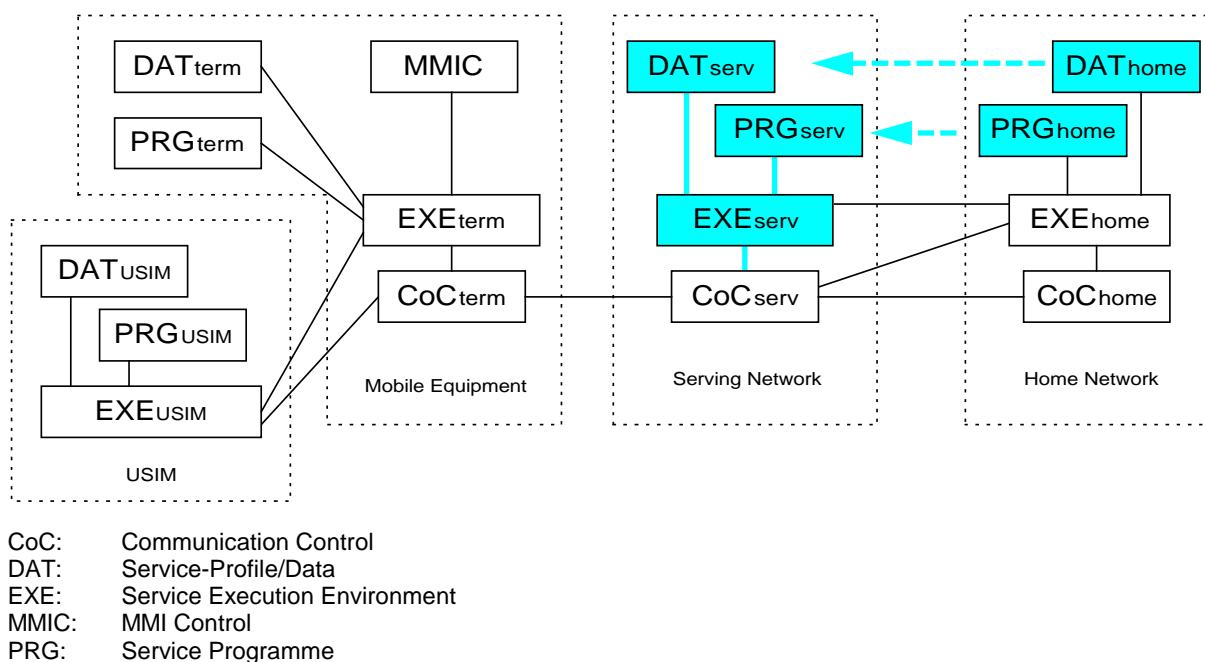 DATterm MMIC DATserv DAThome
PRGterm PRGserv PRGhome
EXEterm EXEserv EXEhome
DATUSIM
CoCterm CoCserv CoChome
PRGUSIM
Mobile Equipment Serving Network Home Network
EXEUSIM
USIM
CoC: Communication Control
DAT: Service-Profile/Data
EXE: Service Execution Environment
MMIC: MMI Control
PRG: Service Programme